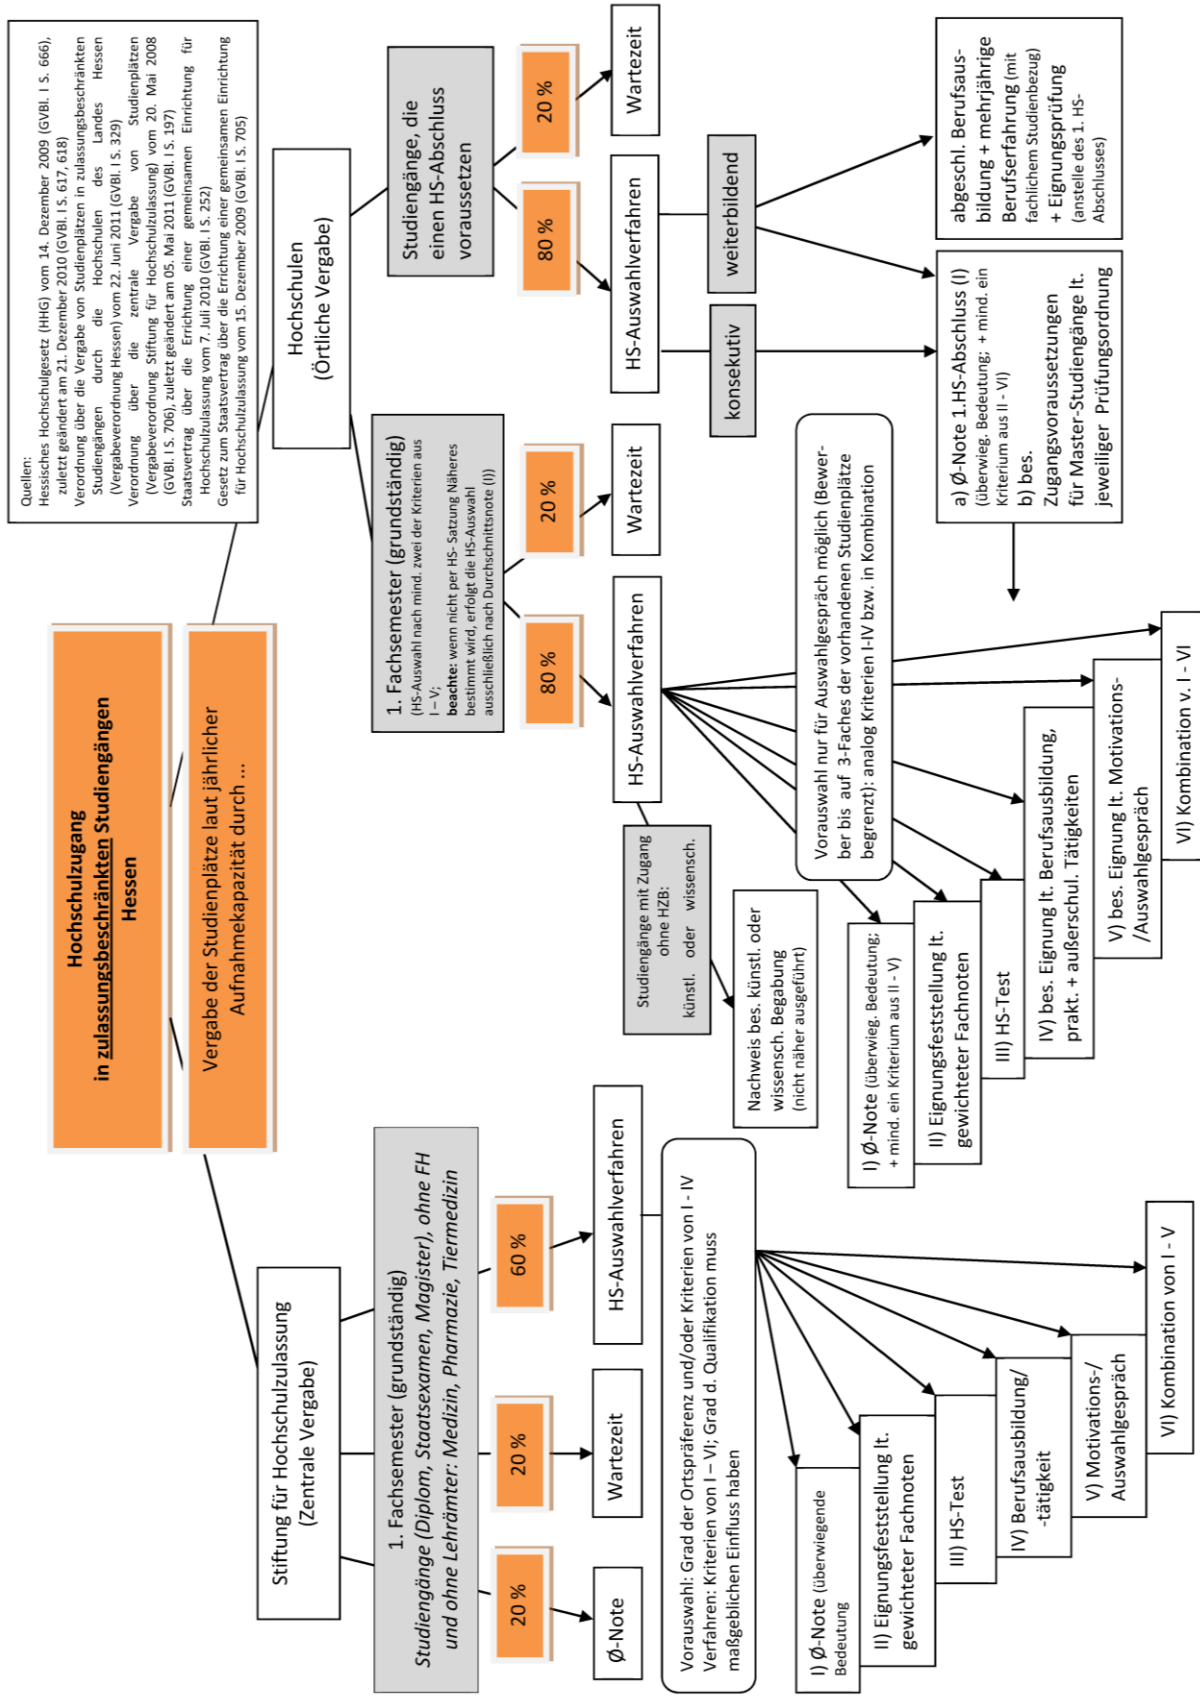 Hochschulzugang
in zulassungsbeschränkten Studiengängen
Hessen
Vergabe der Studienplätze laut jährlicher
Aufnahmekapazität durch ...
Quellen:
Hessisches Hochschulgesetz (HHG) vom 14. Dezember 2009 (GVBl. I S. 666),
zuletzt geändert am 21. Dezember 2010 (GVBl. I S. 617, 618)
Verordnung über die Vergabe von Studienplätzen in zulassungsbeschränkten
Studiengängen durch die Hochschulen des Landes Hessen
(Vergabeverordnung Hessen) vom 22. Juni 2011 (GVBl. I S. 329)
Verordnung über die zentrale Vergabe von Studienplätzen
(Vergabeverordnung Stiftung für Hochschulzulassung) vom 20. Mai 2008
(GVBl. I S. 706), zuletzt geändert am 05. Mai 2011 (GVBl. I S. 197)
Staatsvertrag über die Errichtung einer gemeinsamen Einrichtung für
Hochschulzulassung vom 7. Juli 2010 (GVBl. I S. 252)
Gesetz zum Staatsvertrag über die Errichtung einer gemeinsamen Einrichtung
für Hochschulzulassung vom 15. Dezember 2009 (GVBl. I S. 705)
Stiftung für Hochschulzulassung
(Zentrale Vergabe)
1. Fachsemester (grundständig)
Studiengänge (Diplom, Staatsexamen, Magister), ohne FH
und ohne Lehrämter: Medizin, Pharmazie, Tiermedizin
20 %
20 %
60 %
Ø-Note
Wartezeit
HS-Auswahlverfahren
Vorauswahl: Grad der Ortspräferenz und/oder Kriterien von I - IV
Verfahren: Kriterien von I – VI; Grad d. Qualifikation muss
maßgeblichen Einfluss haben
I) Ø-Note (überwiegende
Bedeutung
II) Eignungsfeststellung lt.
gewichteter Fachnoten
III) HS-Test
IV) Berufsausbildung/
-tätigkeit
V) Motivations-/
Auswahlgespräch
VI) Kombination von I - V
Hochschulen
(Örtliche Vergabe)
1. Fachsemester (grundständig)
(HS-Auswahl nach mind. zwei der Kriterien aus
I – V;
beachte: wenn nicht per HS- Satzung Näheres
bestimmt wird, erfolgt die HS-Auswahl
ausschließlich nach Durchschnittsnote (I))
80 %
20 %
HS-Auswahlverfahren
Wartezeit
Studiengänge mit Zugang
ohne HZB:
künstl. oder wissensch.
Nachweis bes. künstl. oder
wissensch. Begabung
(nicht näher ausgeführt)
Vorauswahl nur für Auswahlgespräch möglich (Bewer-
ber bis auf 3-Faches der vorhandenen Studienplätze
begrenzt): analog Kriterien I-IV bzw. in Kombination
I) Ø-Note (überwieg. Bedeutung;
+ mind. ein Kriterium aus II - V)
II) Eignungsfeststellung lt.
gewichteter Fachnoten
III) HS-Test
IV) bes. Eignung lt. Berufsausbildung,
prakt. + außerschul. Tätigkeiten
V) bes. Eignung lt. Motivations-
/Auswahlgespräch
VI) Kombination v. I - VI
Studiengänge, die
einen HS-Abschluss
voraussetzen
80 %
20 %
HS-Auswahlverfahren
Wartezeit
konsekutiv
weiterbildend
a) Ø-Note 1.HS-Abschluss (I)
(überwieg. Bedeutung; + mind. ein
Kriterium aus II - VI)
b) bes.
Zugangsvoraussetzungen
für Master-Studiengänge lt.
jeweiliger Prüfungsordnung
abgeschl. Berufsaus-
bildung + mehrjährige
Berufserfahrung (mit
fachlichem Studienbezug)
+ Eignungsprüfung
(anstelle des 1. HS-
Abschlusses)